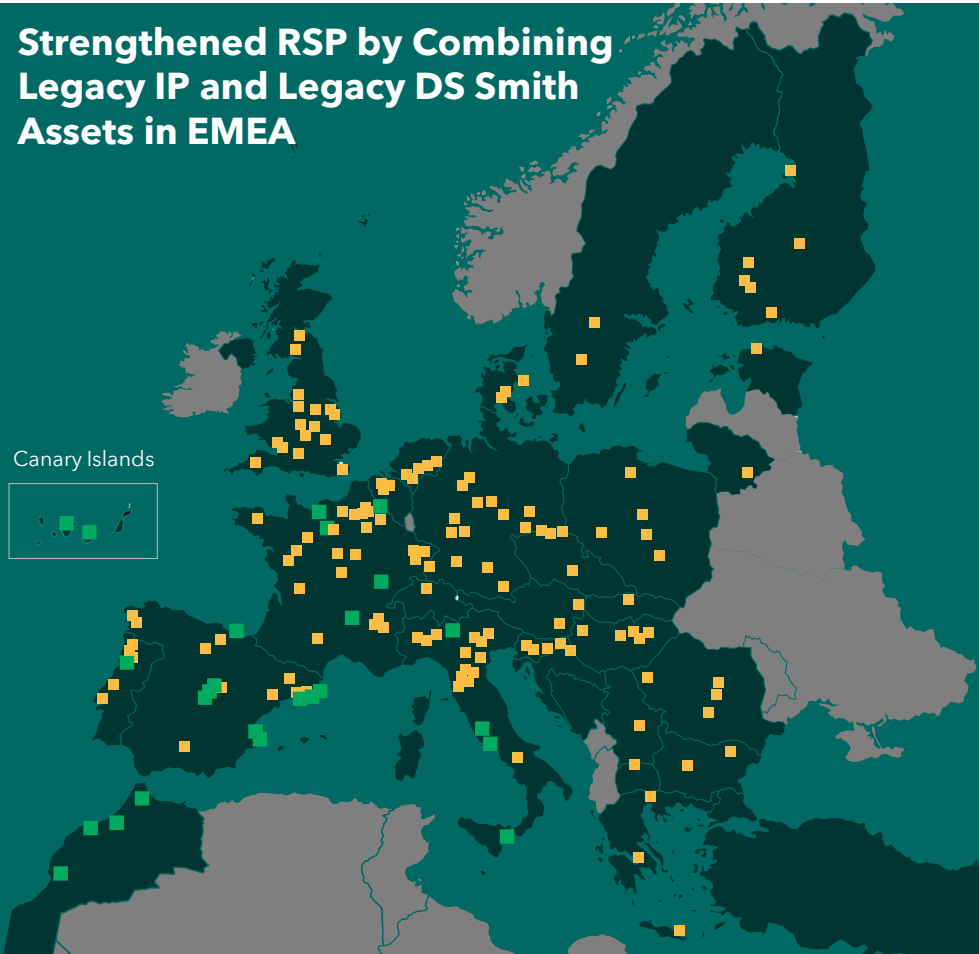 Strengthened RSP by Combining
Legacy IP and Legacy DS Smith
Assets in EMEA
Canary Islands